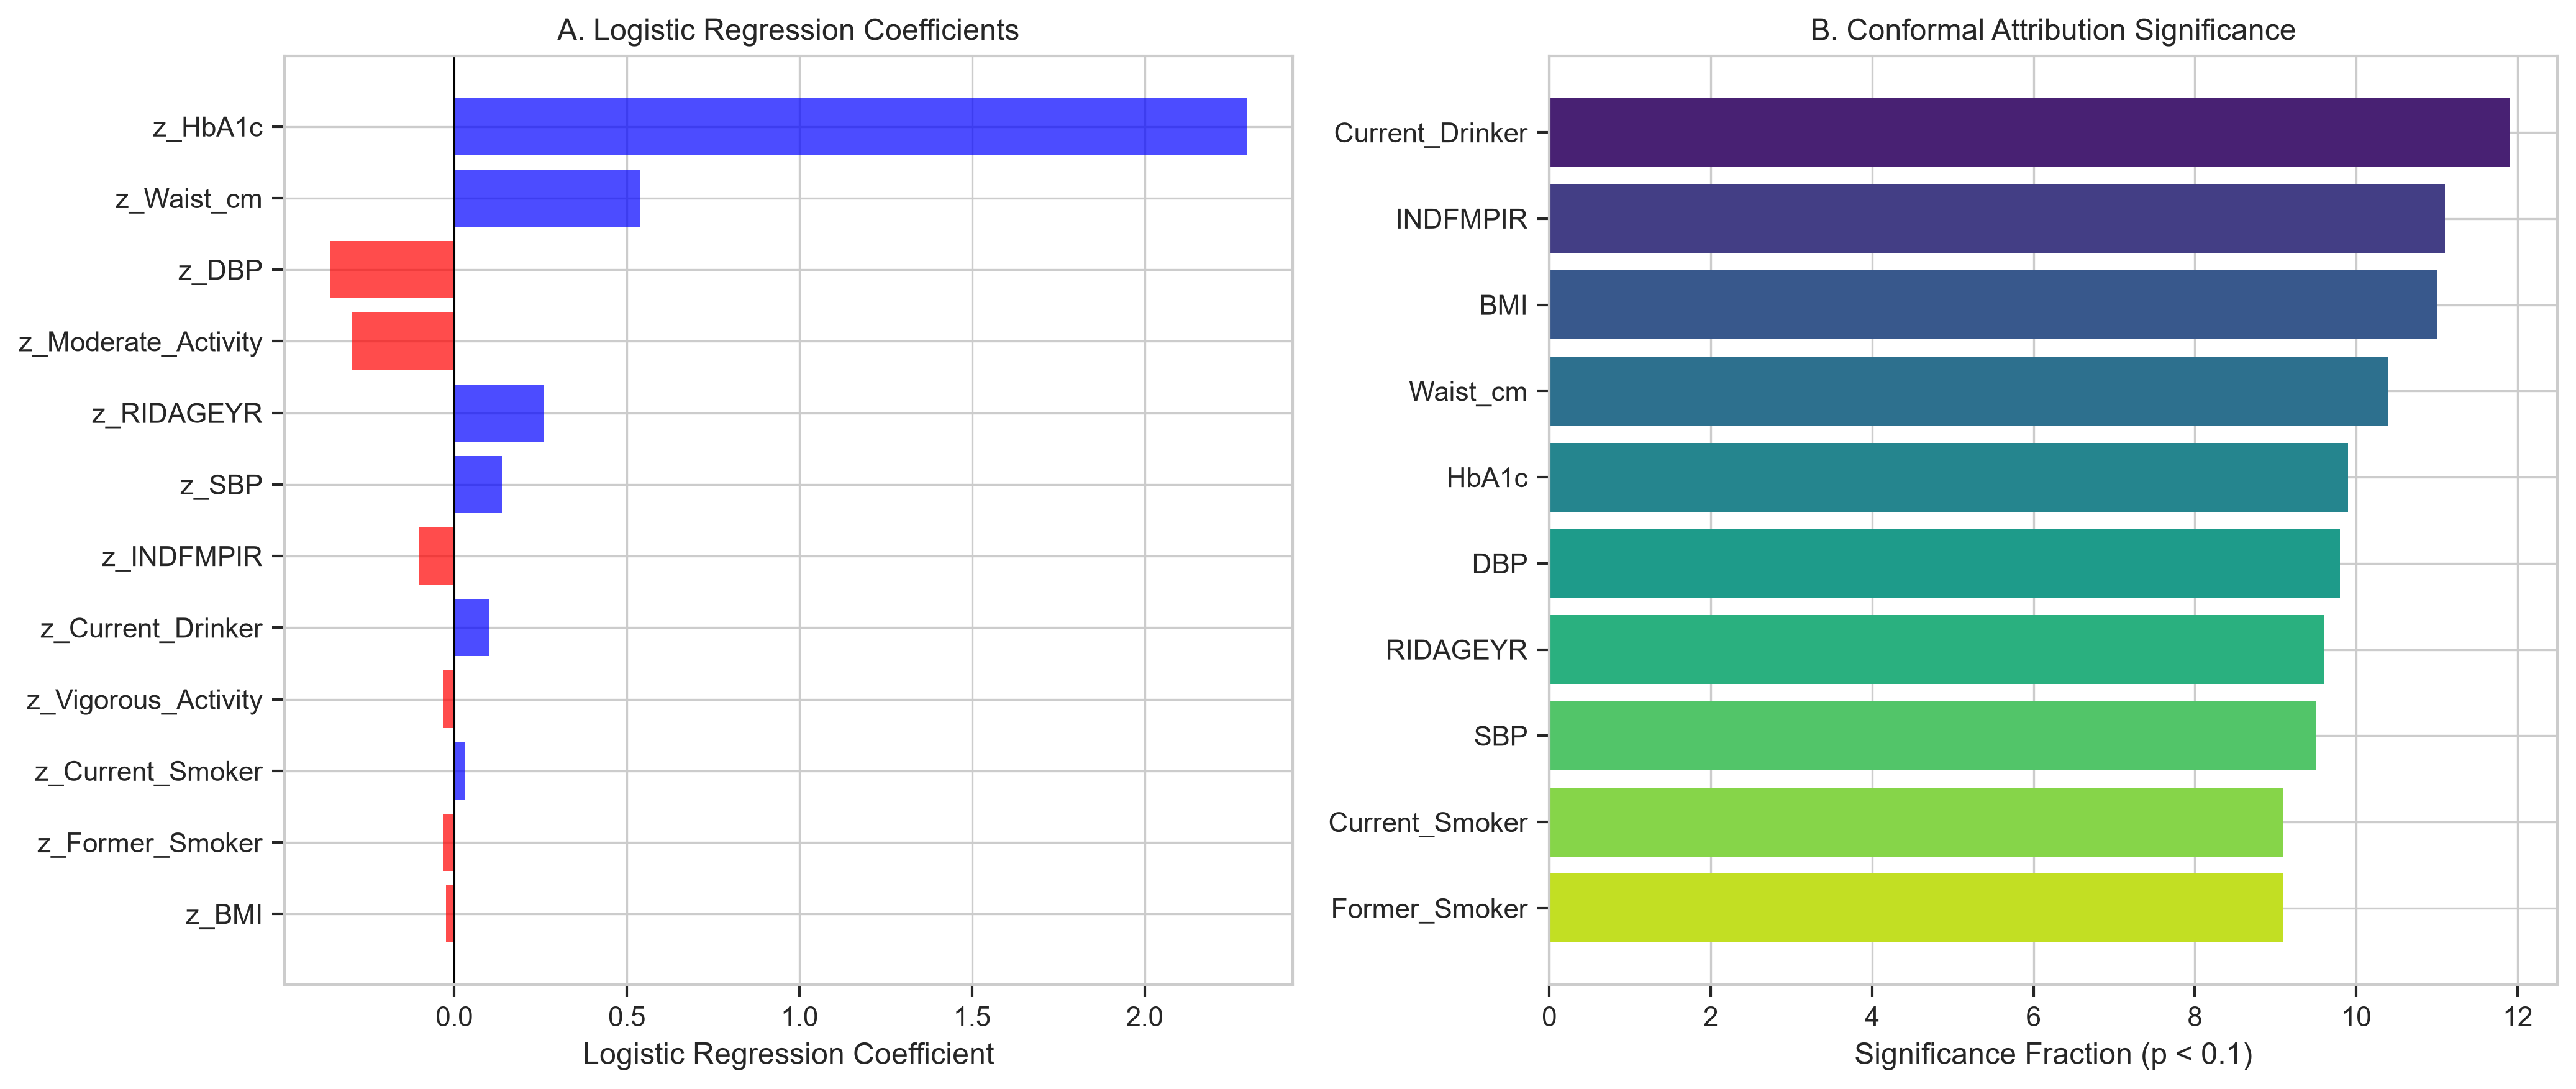 A. Logistic Regression Coefficients
z_HbA1c
z_Waist_cm
z_DBP
z_Moderate_Activity
z_RIDAGEYR
z_SBP
z_INDFMPIR
z_Current_Drinker
z_Vigorous_Activity
z_Current_Smoker
z_Former_Smoker
z_BMI
0.0 0.5 1.0 1.5 2.0
Logistic Regression Coefficient
B. Conformal Attribution Significance
Current_Drinker
INDFMPIR
BMI
Waist_cm
HbA1c
DBP
RIDAGEYR
SBP
Current_Smoker
Former_Smoker
0 2 4 6 8 10 12
Significance Fraction (p < 0.1)